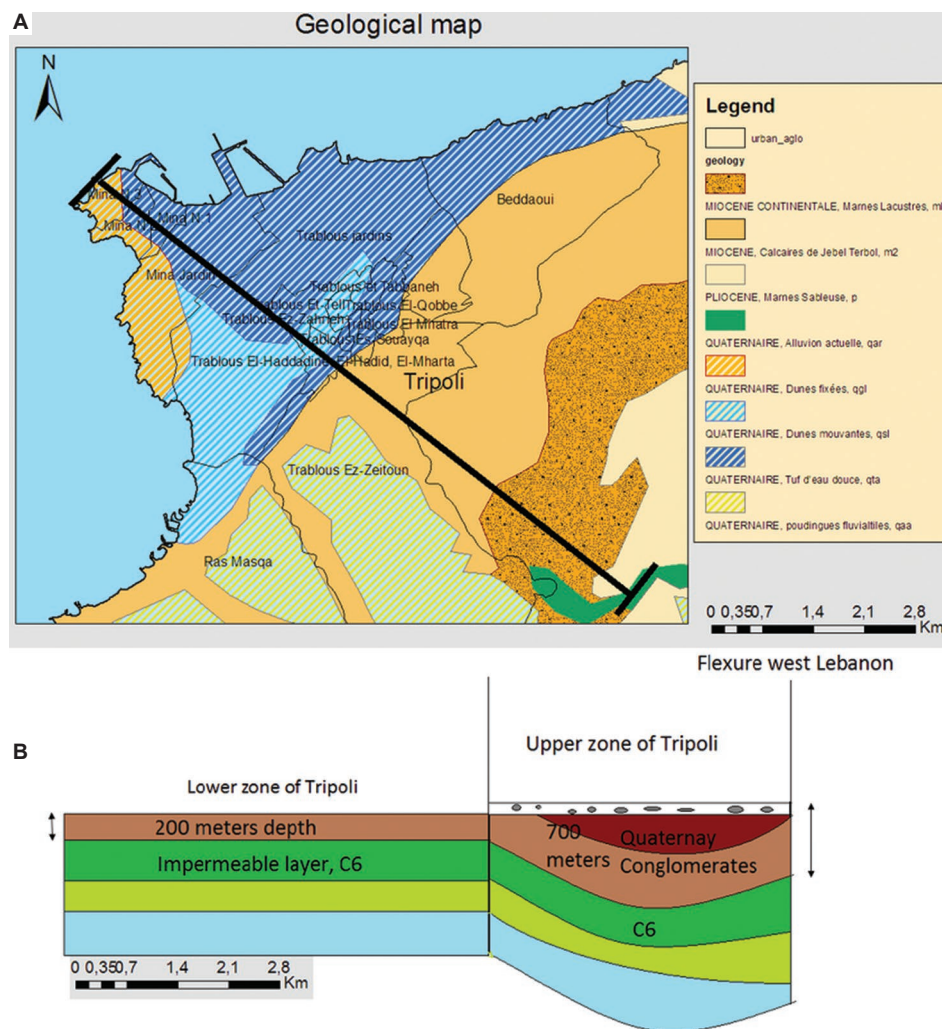 A
Geological map
N
Mina N 3
Mina N 1
Mina Jardin
Trablous jardins
Beddaoui
Trablous et Tabbaneh
Trablous Et-Tell
Trablous El-Qobbe
Trablous Ez-Zahrieh
Trablous El Mhatra
Trablous Es-Souayqa
Trablous El-Haddadine, El-Hadid, El-Mharta
Tripoli
Trablous Ez-Zeitoun
Ras Masqa
Legend
urban_aglo
geology
MIOCENE CONTINENTALE, Marnes Lacustres, ml
MIOCENE, Calcaires de Jebel Terbol, m2
PLIOCENE, Marnes Sableuse, p
QUATERNAIRE, Alluvion actuelle, qar
QUATERNAIRE, Dunes fixées, qgl
QUATERNAIRE, Dunes mouvantes, qsl
QUATERNAIRE, Tuf d'eau douce, qta
QUATERNAIRE, poudingues fluvialtiles, qaa
0 0,35 0,7 1,4 2,1 2,8
Km
Flexure west Lebanon
B
Upper zone of Tripoli
Lower zone of Tripoli
200 meters depth
700 meters
Quaternay Conglomerates
Impermeable layer, C6
C6
0 0,35 0,7 1,4 2,1 2,8
Km